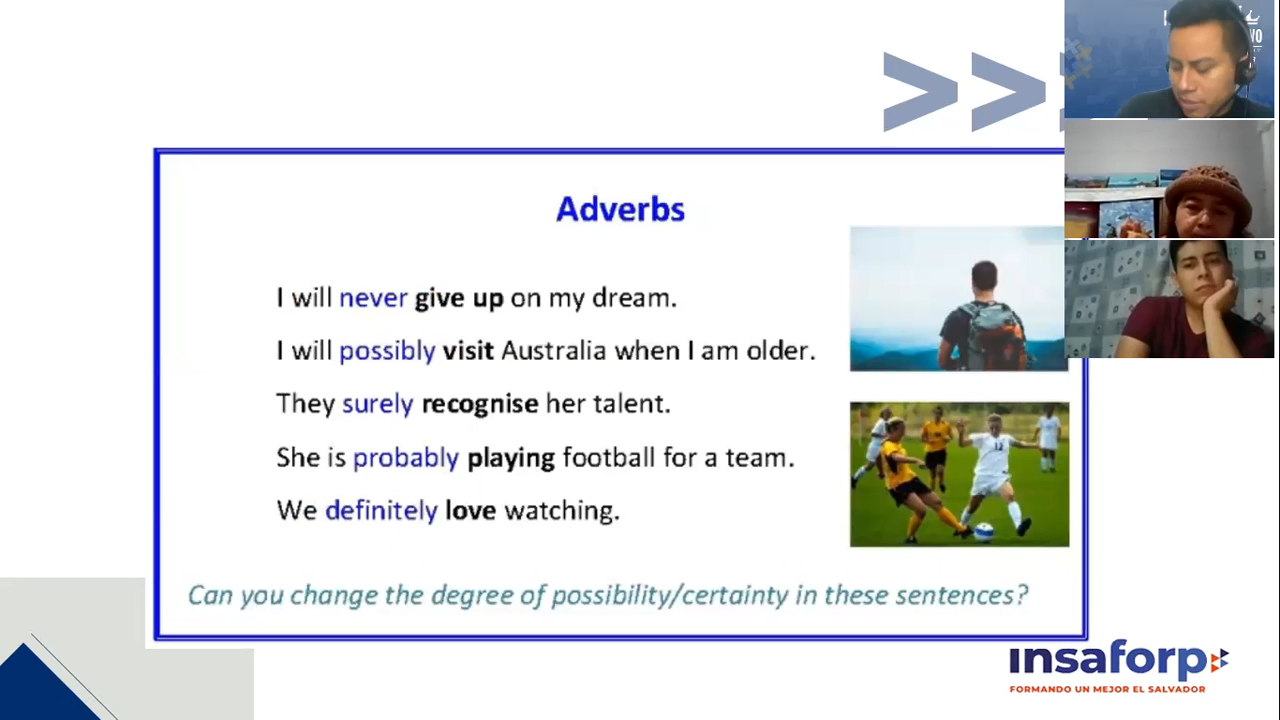 Adverbs
I will never give up on my dream.
I will possibly visit Australia when I am older.
They surely recognise her talent.
She is probably playing football for a team.
We definitely love watching.
Can you change the degree of possibility/certainty in these sentences?
insaforp
FORMANDO UN MEJOR EL SALVADOR